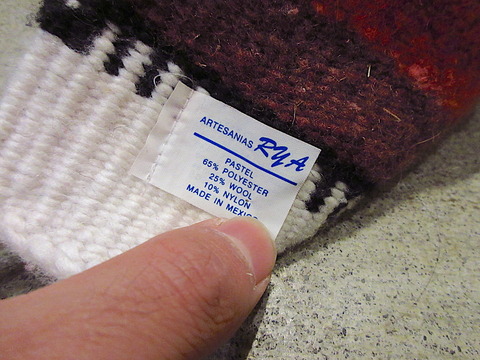 ARTESANIAS RYA
PASTEL
65% POLYESTER
25% WOOL
10% NYLON
MADE IN MEXICO